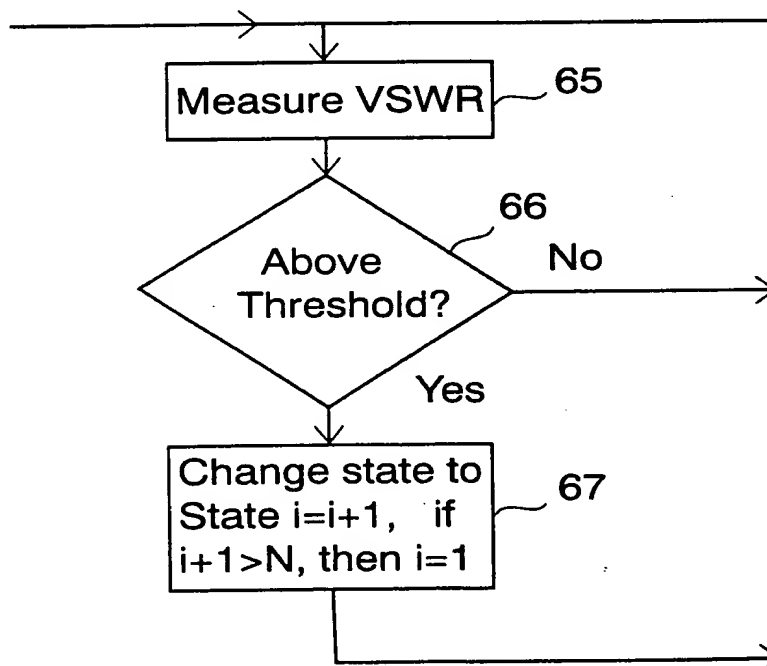 Measure VSWR
65
66
Above
Threshold?
No
Yes
Change state to
State i=i+1, if
i+1>N, then i=1
67